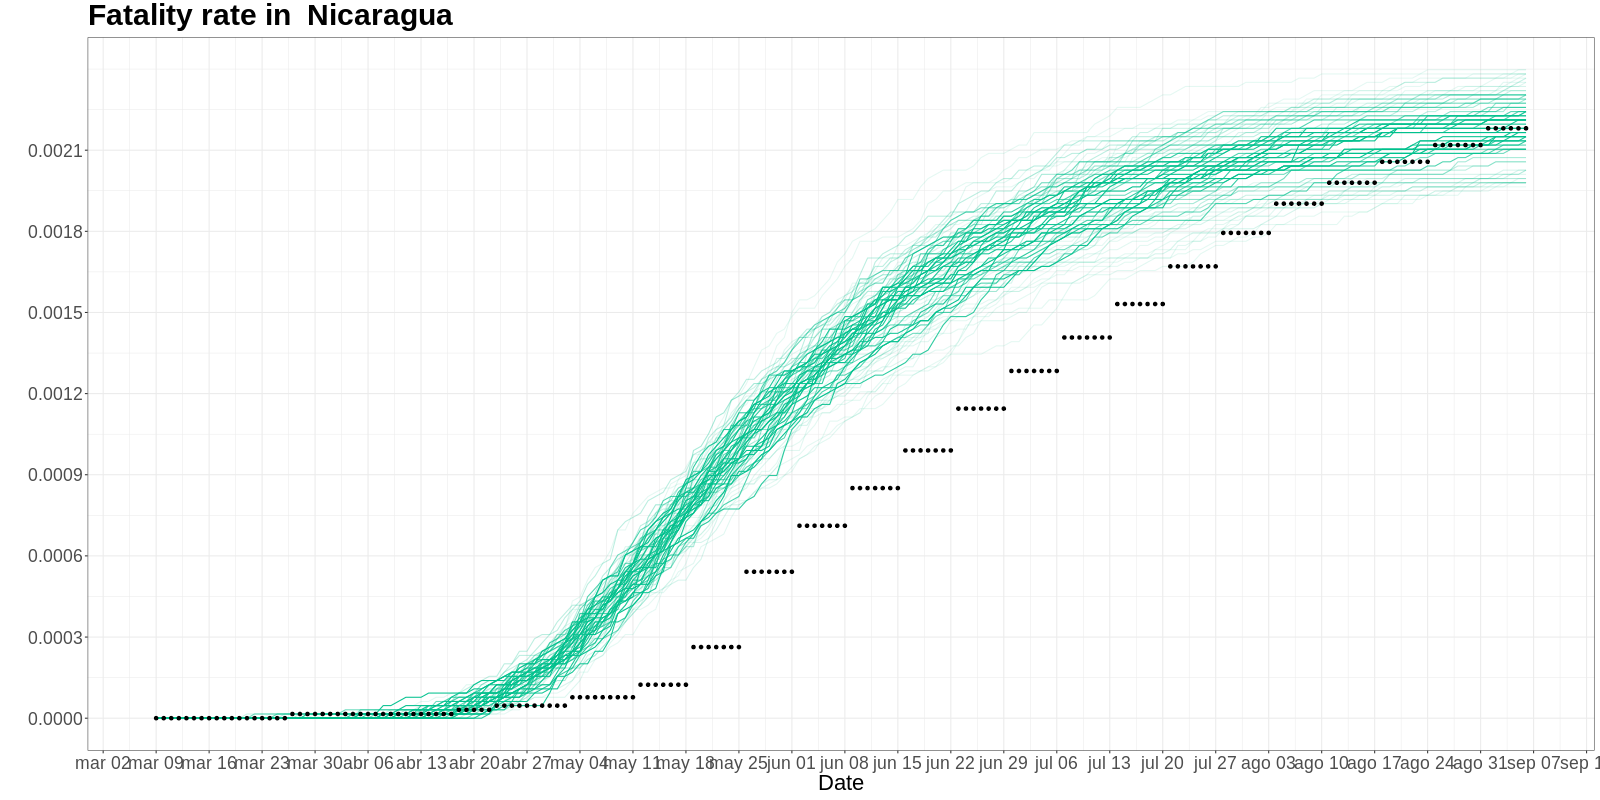 Fatality rate in  Nicaragua
0.0021
0.0018
0.0015
0.0012
0.0009
0.0006
0.0003
0.0000
mar 02 mar 09 mar 16 mar 23 mar 30 abr 06 abr 13 abr 20 abr 27 may 04 may 11 may 18 may 25 jun 01 jun 08 jun 15 jun 22 jun 29 jul 06 jul 13 jul 20 jul 27 ago 03 ago 10 ago 17 ago 24 ago 31 sep 07 sep 1
Date